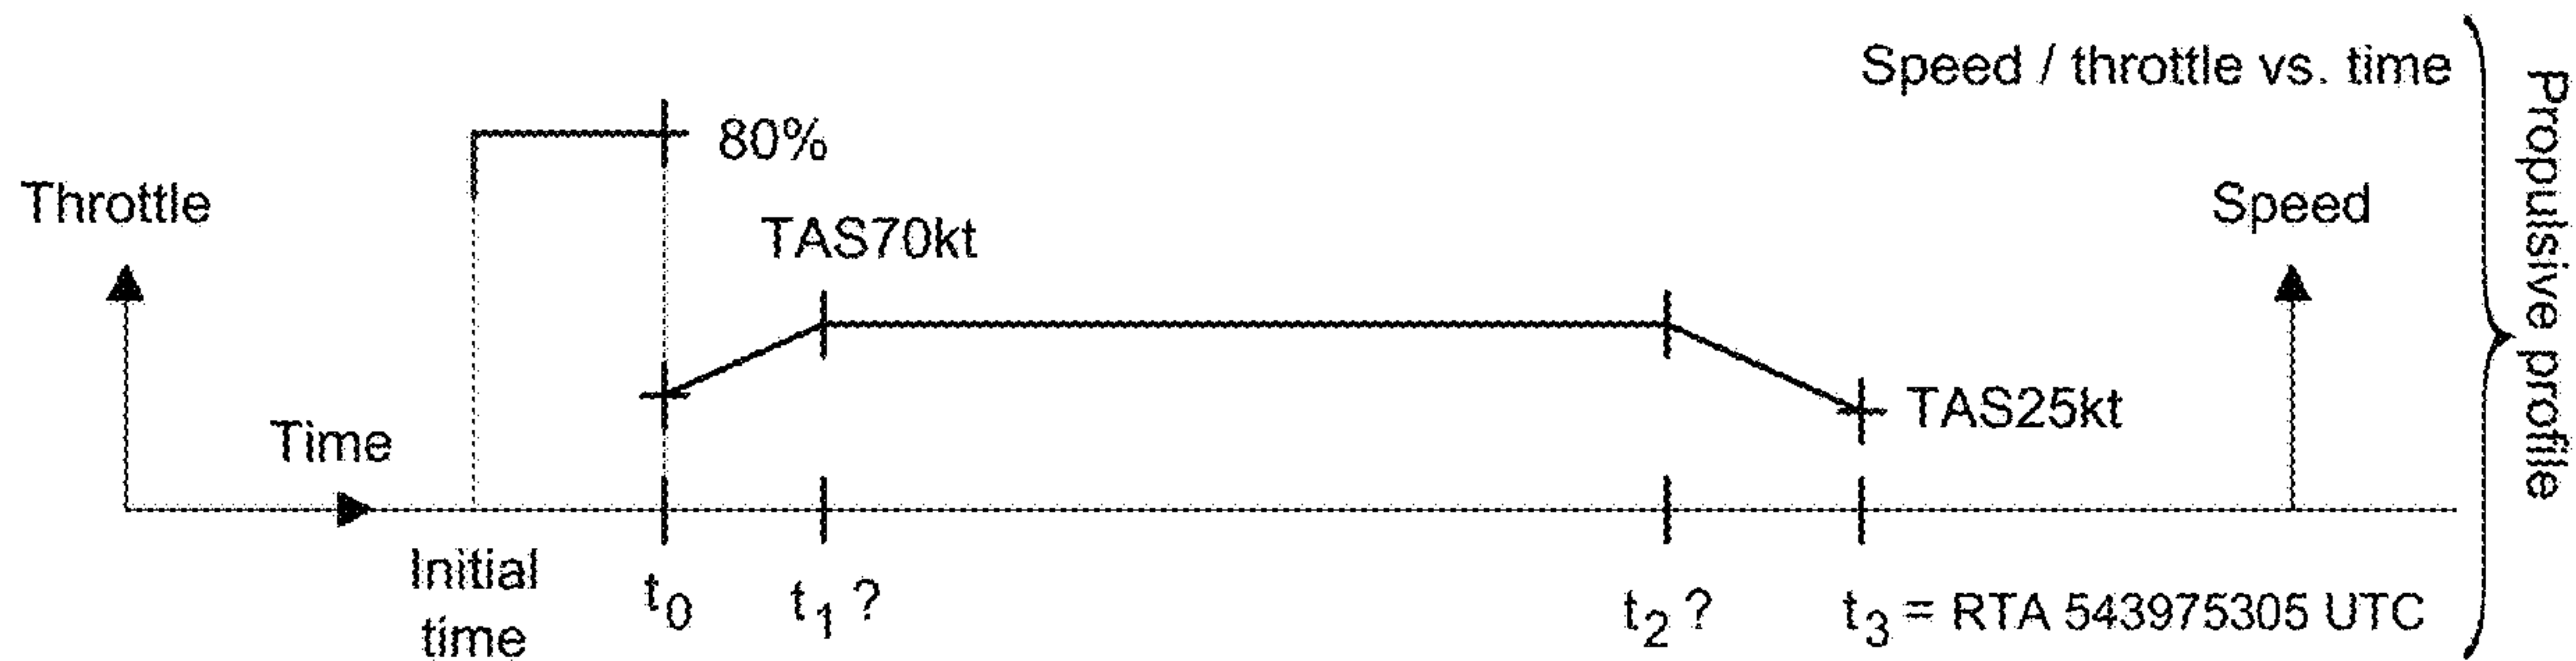 Speed / throttle vs. time
80%
Throttle
TAS70kt
Speed
Time
TAS25kt
Initial
time
t0
t1 ?
t2 ?
t3 = RTA 543975305 UTC
Propulsive profile